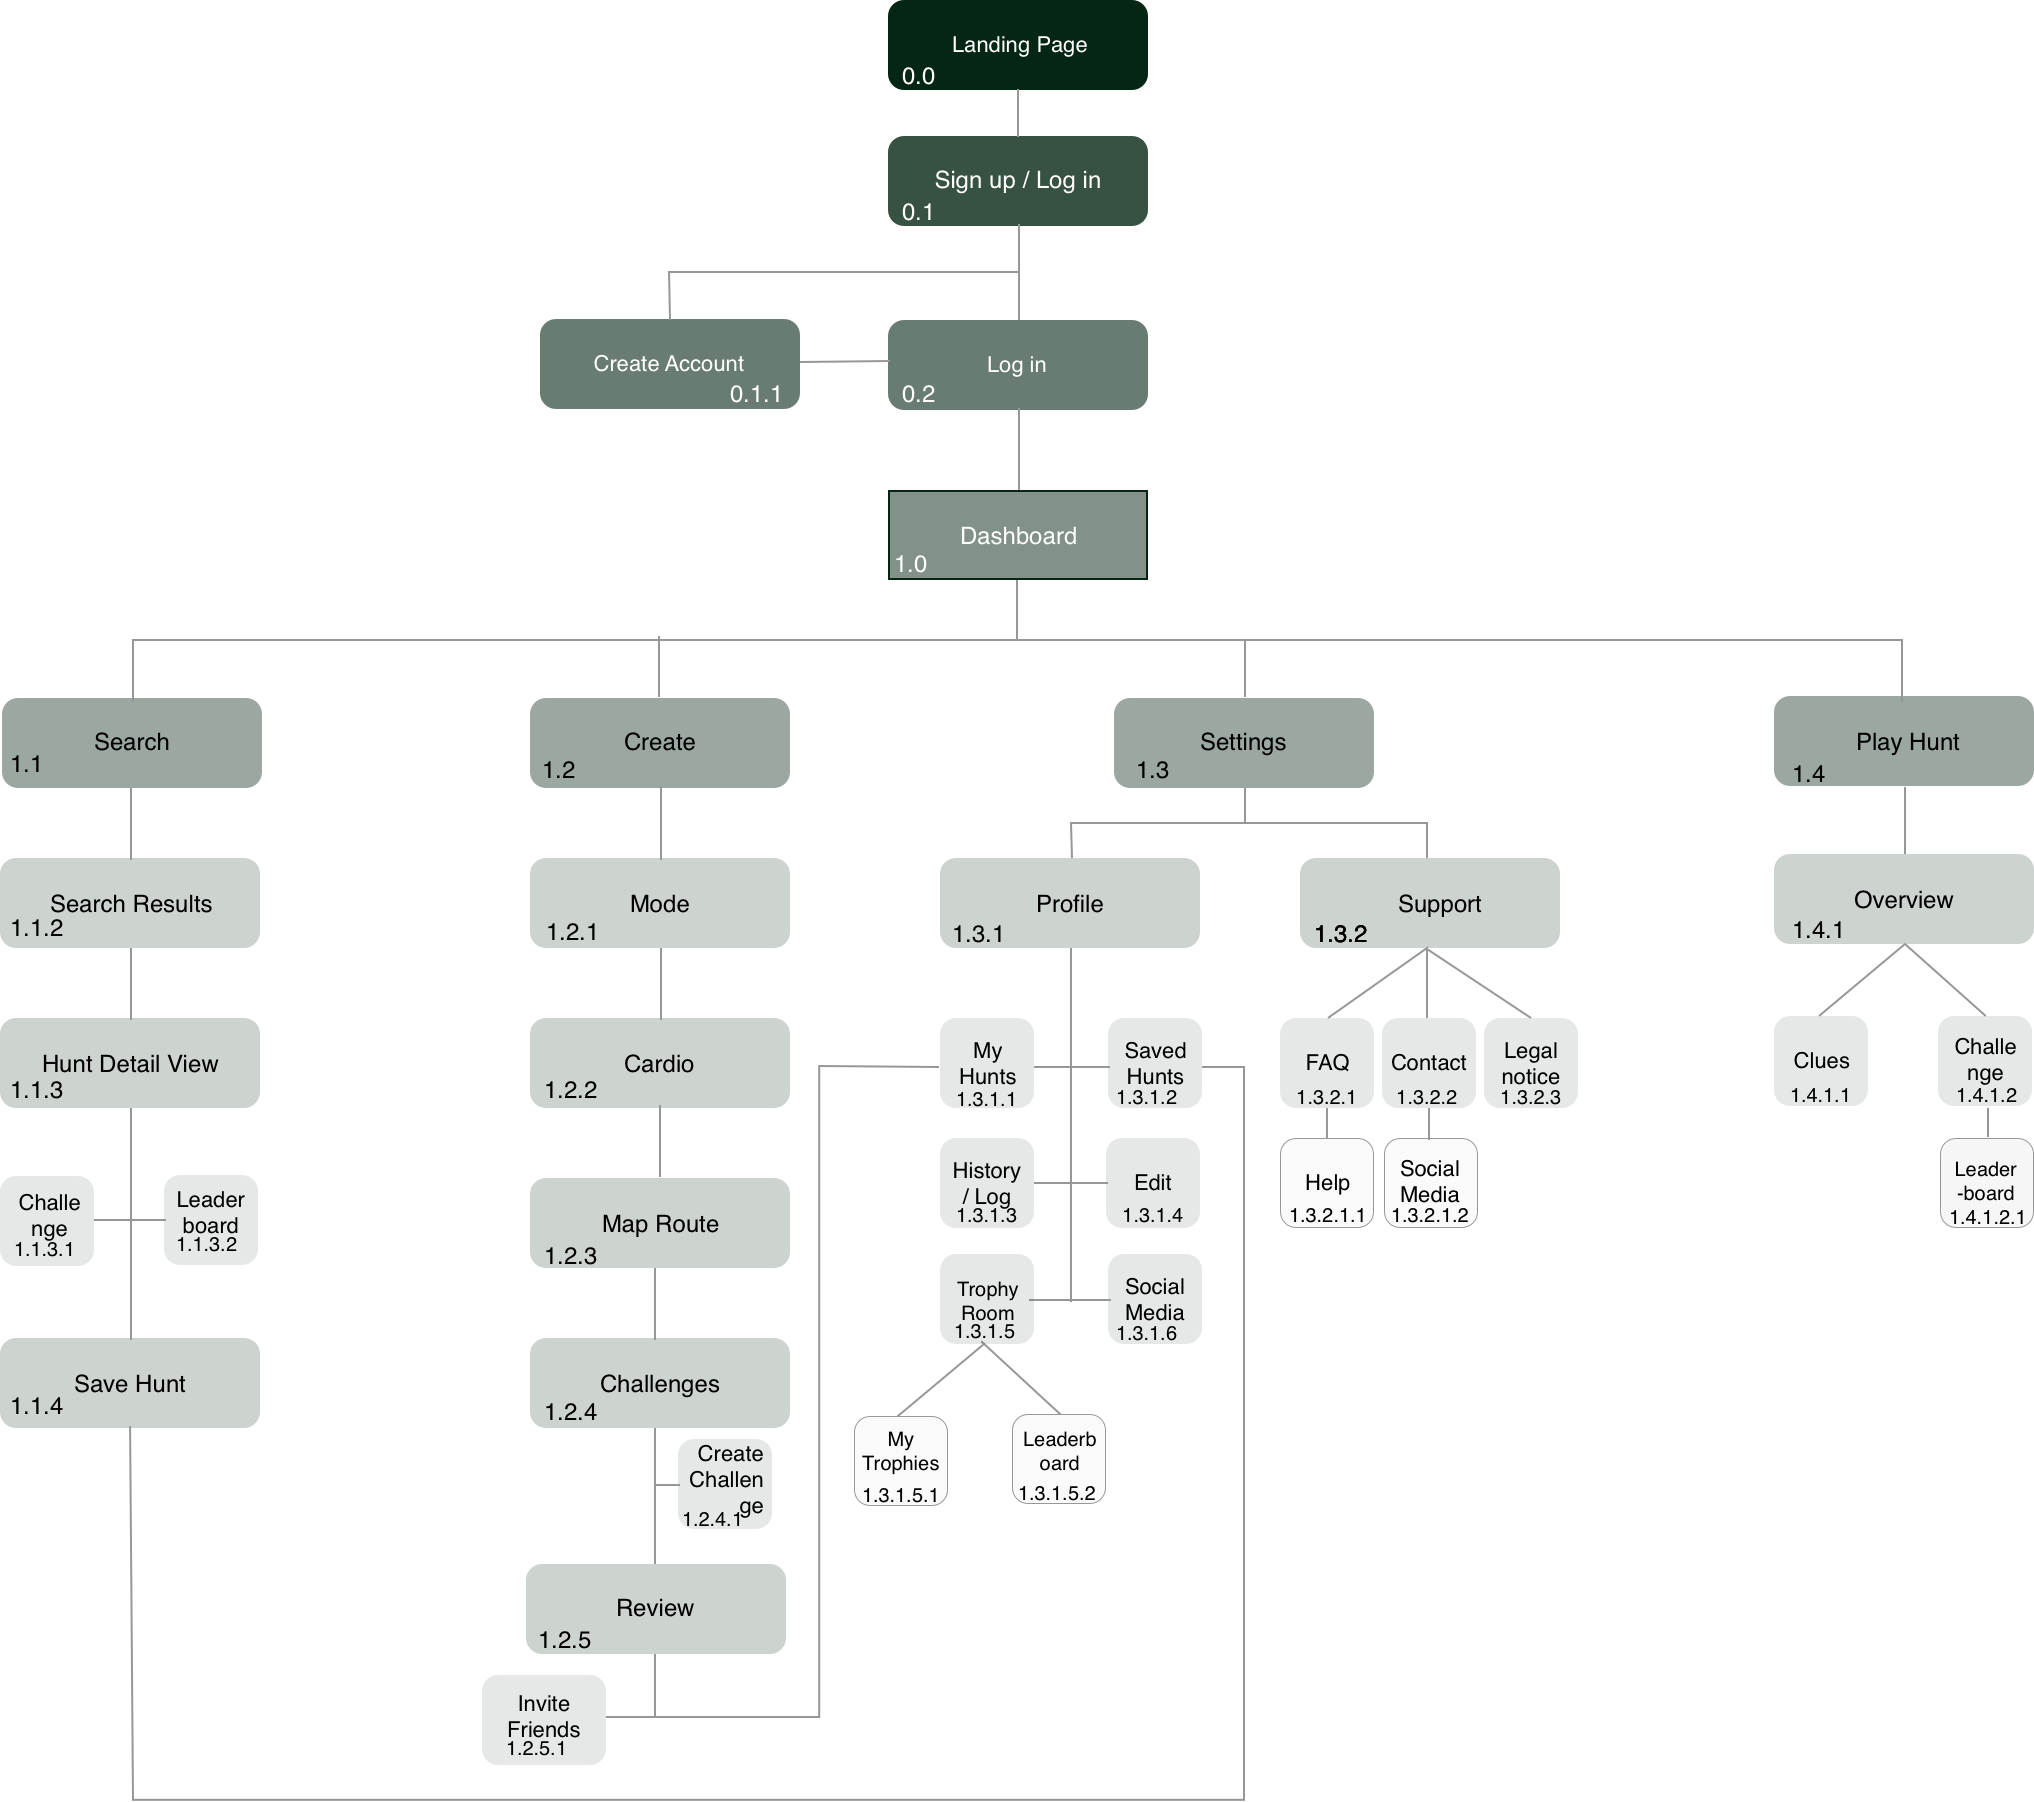 Landing Page
0.0
Sign up / Log in
0.1
Create Account
0.1.1
Log in
0.2
Dashboard
1.0
Search
1.1
Create
1.2
Settings
1.3
Play Hunt
1.4
Search Results
1.1.2
Mode
1.2.1
Profile
1.3.1
Support
1.3.2
Overview
1.4.1
Hunt Detail View
1.1.3
Cardio
1.2.2
My
Hunts
1.3.1.1
Saved
Hunts
1.3.1.2
FAQ
1.3.2.1
Contact
1.3.2.2
Legal
notice
1.3.2.3
Clues
1.4.1.1
Challe
nge
1.4.1.2
Challe
nge
1.1.3.1
Leader
board
1.1.3.2
Map Route
1.2.3
History
/ Log
1.3.1.3
Edit
1.3.1.4
Help
1.3.2.1.1
Social
Media
1.3.2.1.2
Leader
-board
1.4.1.2.1
Trophy
Room
1.3.1.5
Social
Media
1.3.1.6
Save Hunt
1.1.4
Challenges
1.2.4
Create
Challen
ge
1.2.4.1
My
Trophies
1.3.1.5.1
Leaderb
oard
1.3.1.5.2
Review
1.2.5
Invite
Friends
1.2.5.1